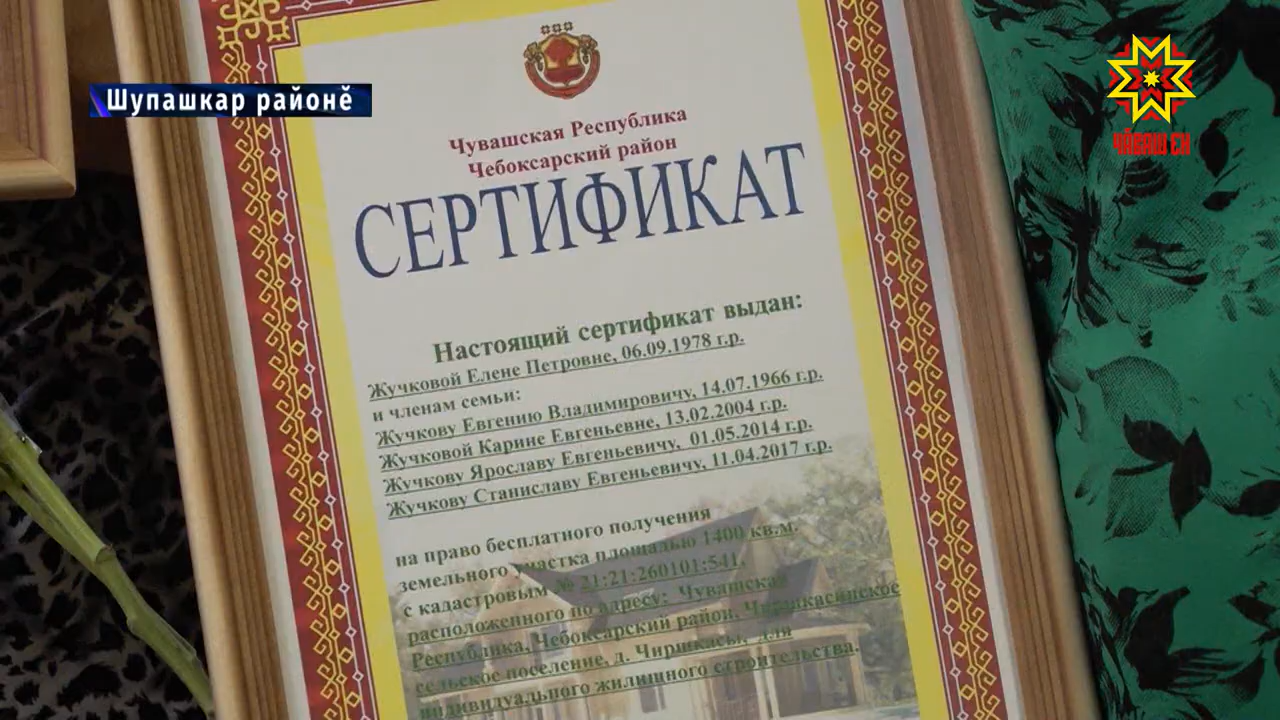 Шупашкар районӗ
ЧӐВАШ ЕН
Чувашская Республика
Чебоксарский район
СЕРТИФИКАТ
Настоящий сертификат выдан:
Жучковой Елене Петровне, 06.09.1978 г.р.
и членам семьи:
Жучкову Евгению Владимировичу, 14.07.1966 г.р.
Жучковой Карине Евгеньевне, 13.02.2004 г.р.
Жучкову Ярославу Евгеньевичу, 01.05.2014 г.р.
Жучкову Станиславу Евгеньевичу, 11.04.2017 г.р.
на право бесплатного получения
земельного участка площадью 1400 кв.м.
с кадастровым № 21:21:260101:541,
расположенного по адресу: Чувашская
Республика, Чебоксарский район, Чиршкасинское
сельское поселение, д. Чиршкасы, для
индивидуального жилищного строительства.